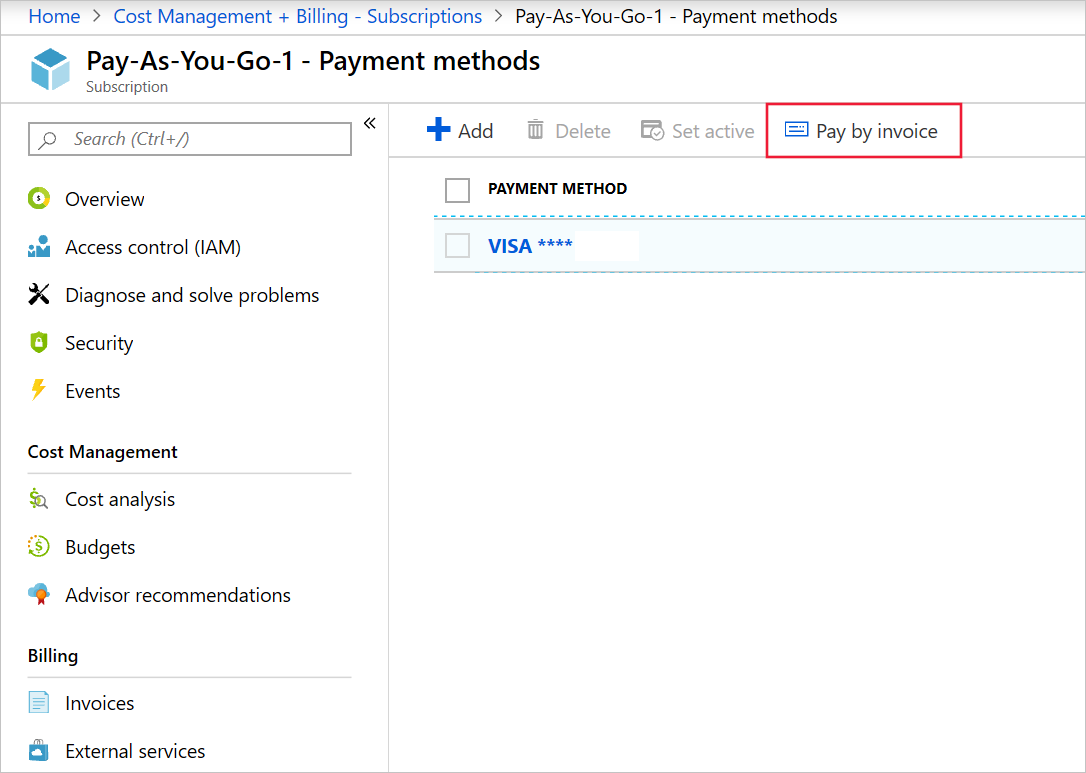 Home > Cost Management + Billing - Subscriptions > Pay-As-You-Go-1 - Payment methods
Pay-As-You-Go-1 - Payment methods
Subscription
Search (Ctrl+/)
«
Overview
Access control (IAM)
Diagnose and solve problems
Security
Events
Cost Management
Cost analysis
Budgets
Advisor recommendations
Billing
Invoices
External services
Add Delete Set active Pay by invoice
PAYMENT METHOD
VISA ****